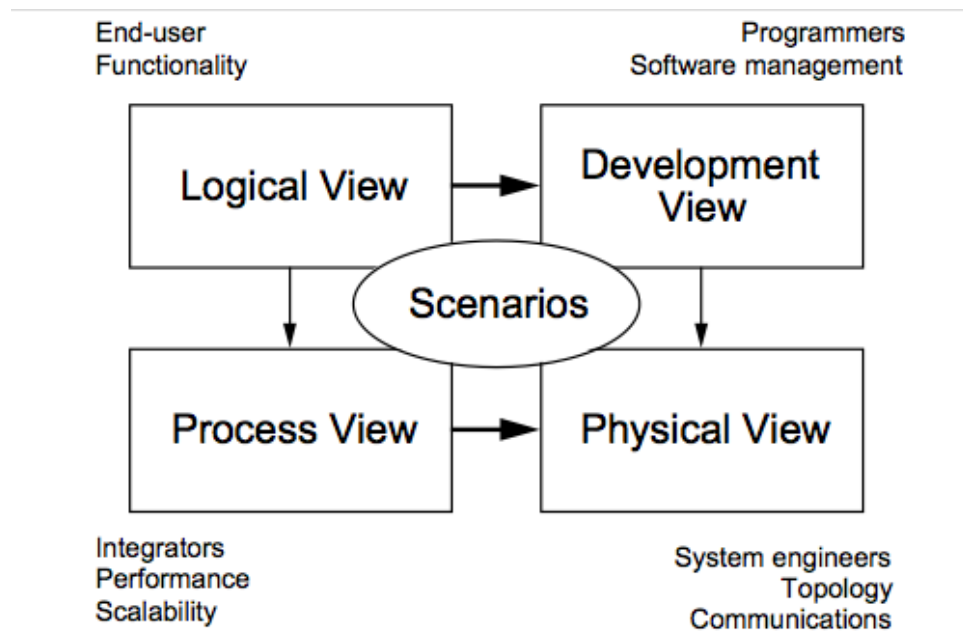 End-user
Functionality
Programmers
Software management
Logical View
Development
View
Scenarios
Process View
Physical View
Integrators
Performance
Scalability
System engineers
Topology
Communications